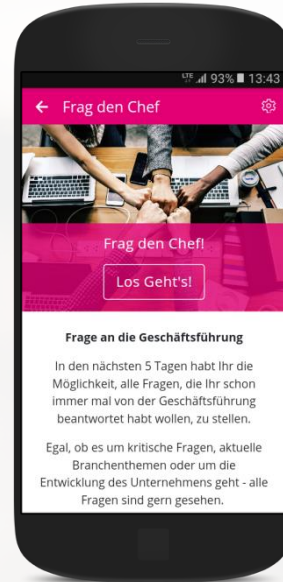 LTE 93% 13:43
Frag den Chef
Frag den Chef!
Los Geht's!
Frage an die Geschäftsführung
In den nächsten 5 Tagen habt Ihr die
Möglichkeit, alle Fragen, die Ihr schon
immer mal von der Geschäftsführung
beantwortet habt wollen, zu stellen.
Egal, ob es um kritische Fragen, aktuelle
Branchenthemen oder um die
Entwicklung des Unternehmens geht - alle
Fragen sind gern gesehen.